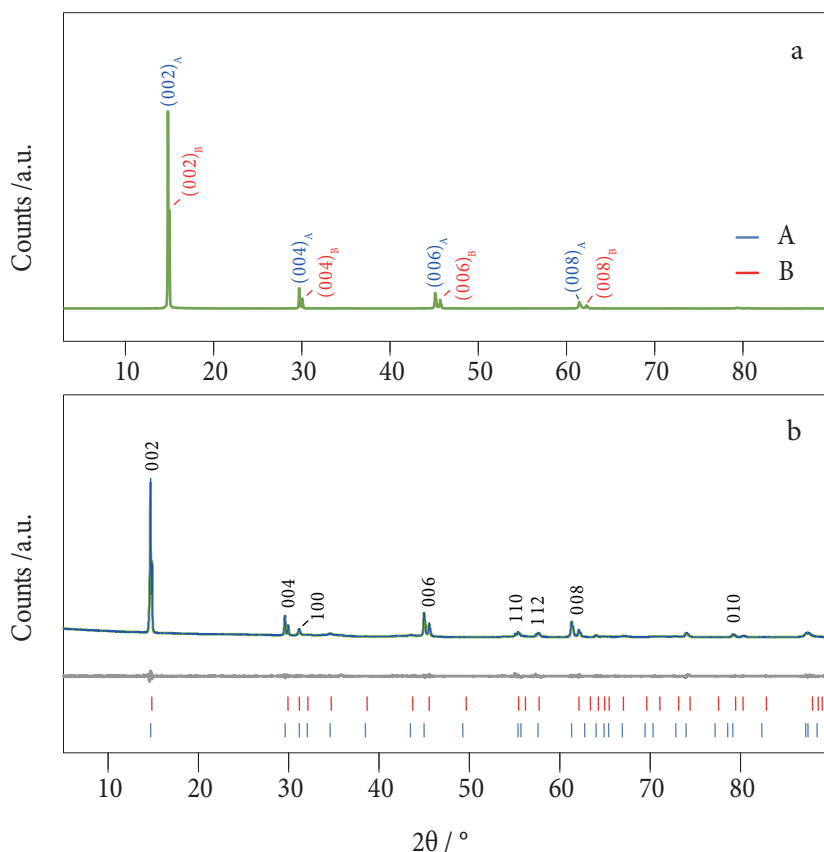 a
Counts /a.u.
(002)A
(002)B
(004)A
(004)B
(006)A
(006)B
(008)A
(008)B
A
B
10 20 30 40 50 60 70 80
b
Counts /a.u.
002
004
100
006
110
112
008
010
10 20 30 40 50 60 70 80
2θ / °